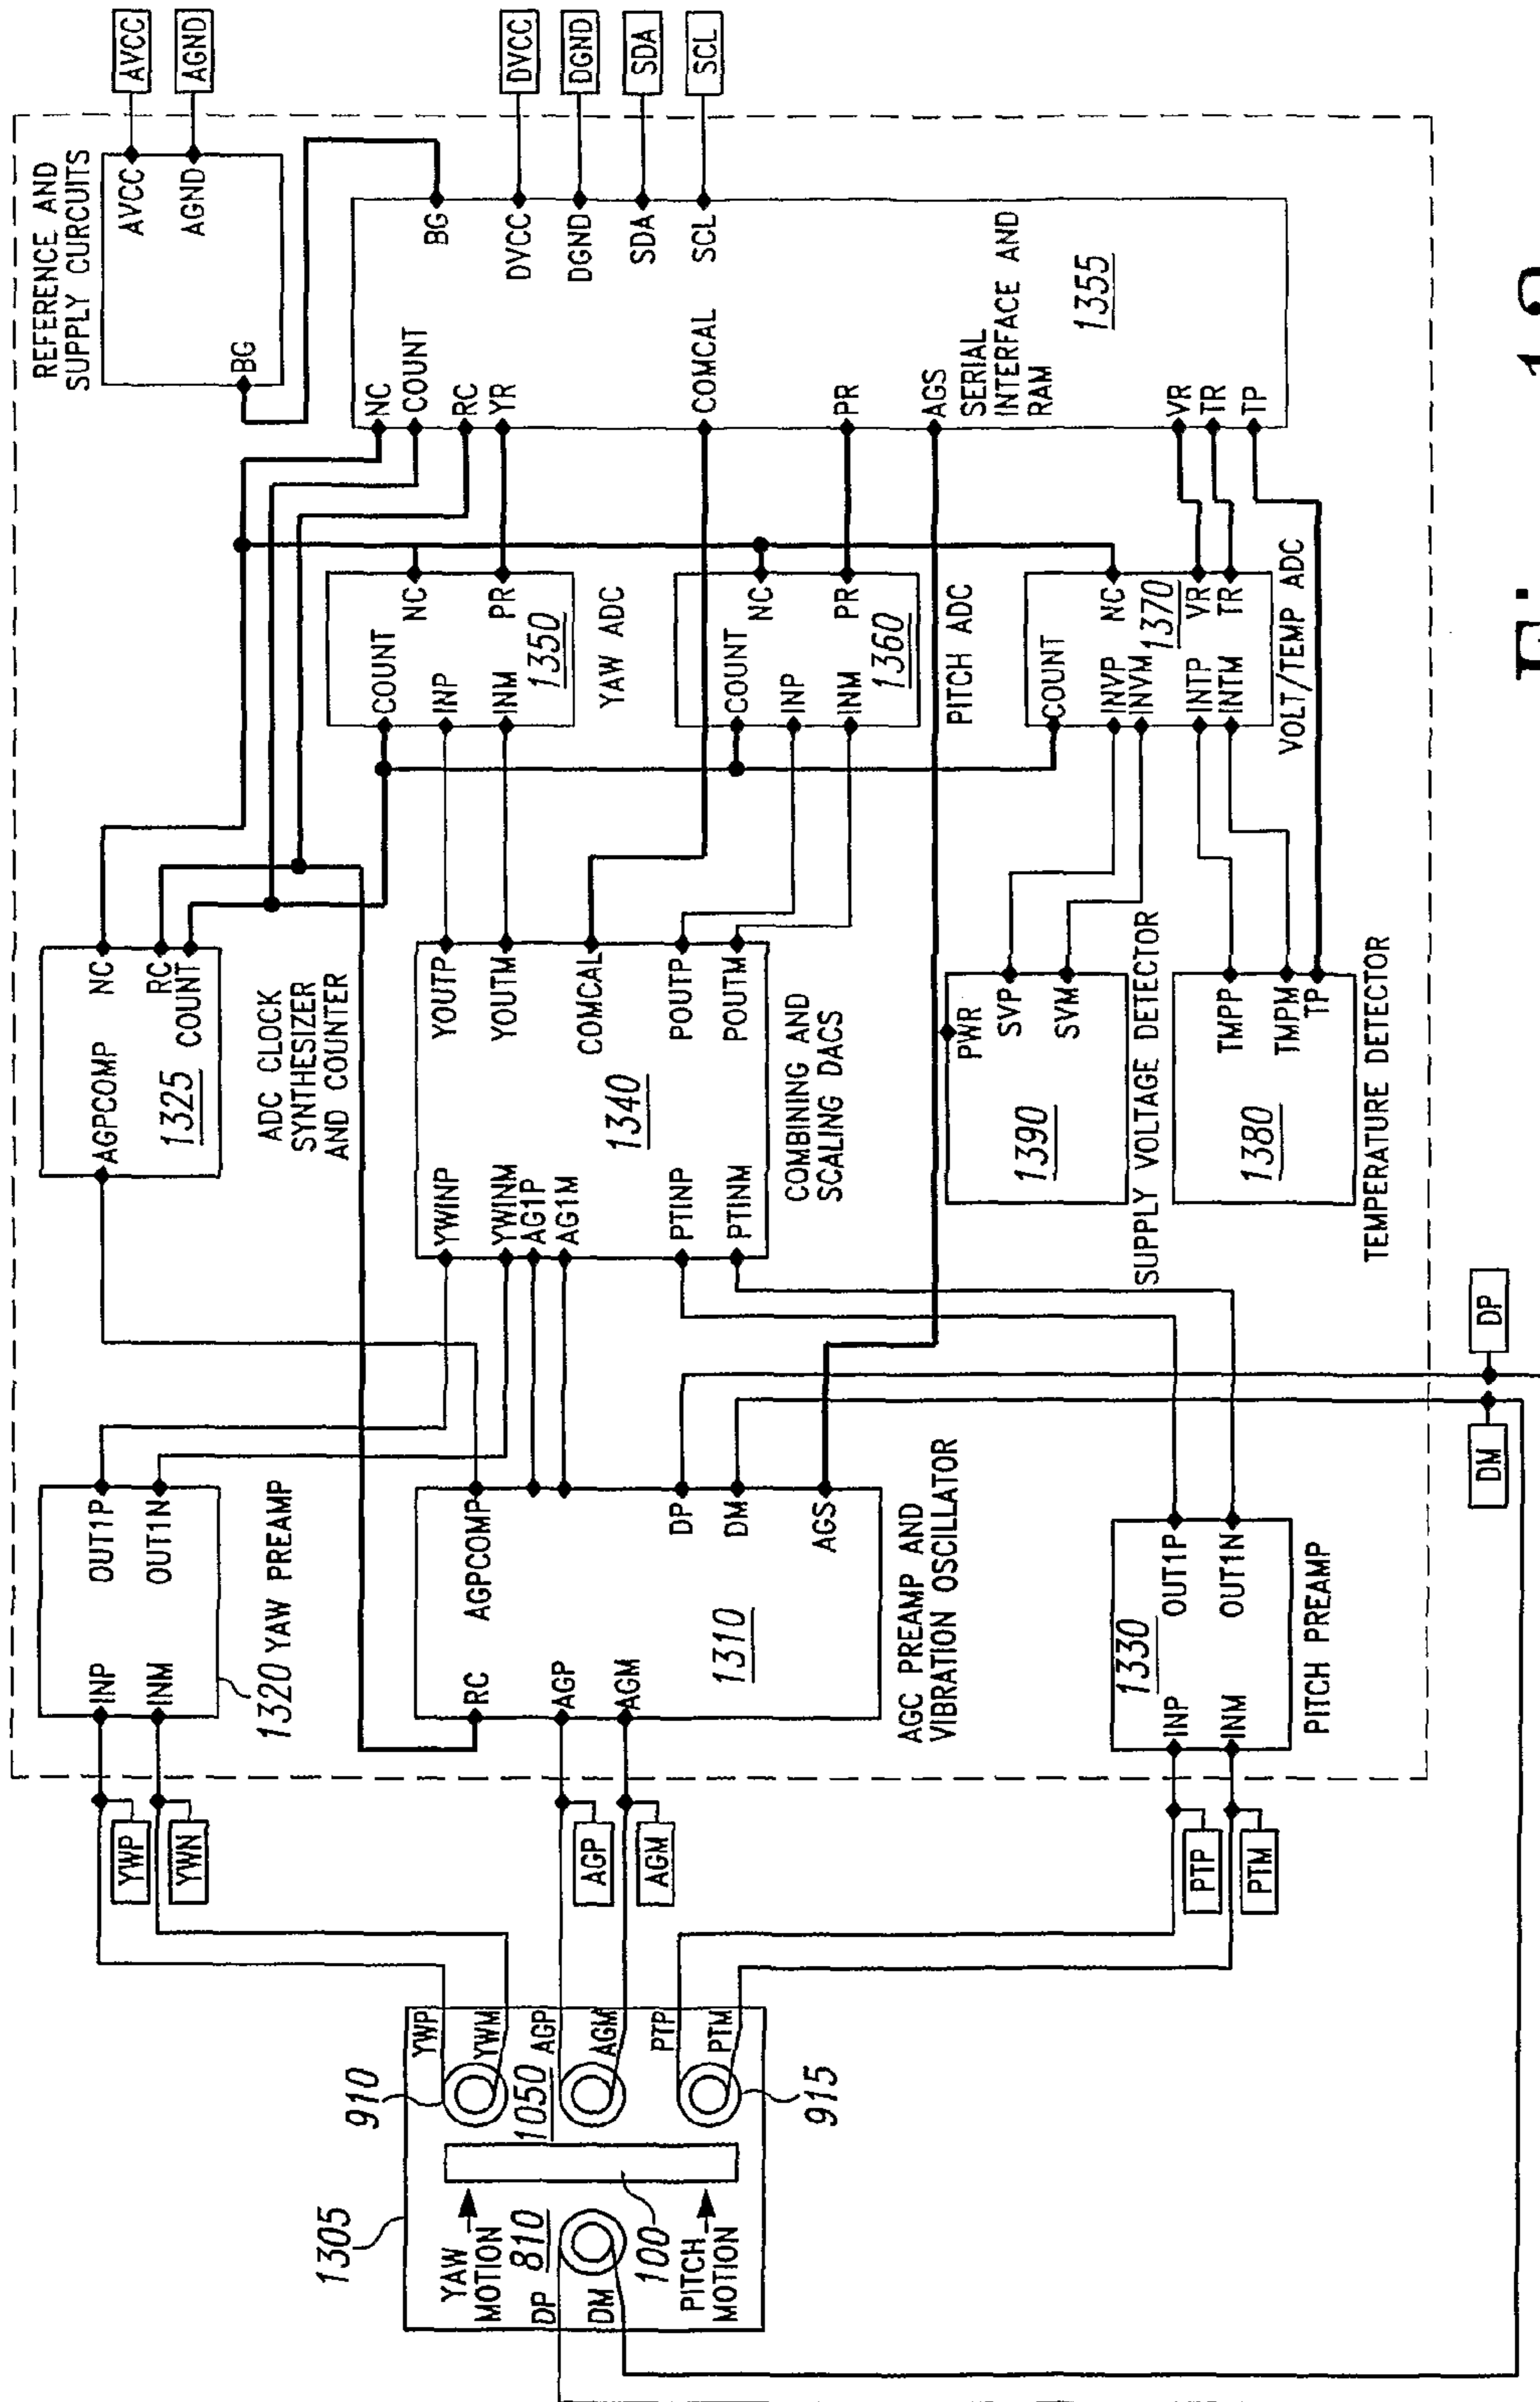 1305
YAW
MOTION
DP
810
DM
100
PITCH
MOTION
910
YWP
YWM
1050
AGP
AGM
PTP
PTM
915
YWP
YWN
AGP
AGM
PTP
PTM
INP
INM
OUT1P
OUT1N
1320 YAW PREAMP
RC
AGP
AGM
1310
AGPCOMP
DP
DM
AGS
AGC PREAMP AND
VIBRATION OSCILLATOR
INP
INM
1330
OUT1P
OUT1N
PITCH PREAMP
DM
DP
AGPCOMP
1325
NC
RC
COUNT
ADC CLOCK
SYNTHESIZER
AND COUNTER
YWINP
YWINM
AG1P
AG1M
PTINP
PTINM
1340
YOUTP
YOUTM
COMCAL
POUTP
POUTM
COMBINING AND
SCALING DACS
1390
PWR
SVP
SVM
SUPPLY VOLTAGE DETECTOR
1380
TMPP
TMPM
TP
TEMPERATURE DETECTOR
COUNT
INP
INM
NC
PR
1350
YAW ADC
COUNT
INP
INM
NC
PR
1360
PITCH ADC
COUNT
INVP
INVM
INTP
INTM
NC
1370
VR
TR
VOLT/TEMP ADC
REFERENCE AND
SUPPLY CURCUITS
BG
AVCC
AGND
AVCC
AGND
NC
COUNT
RC
YR
COMCAL
PR
AGS
SERIAL
INTERFACE AND
RAM
VR
TR
TP
1355
BG
DVCC
DGND
SDA
SCL
DVCC
DGND
SDA
SCL